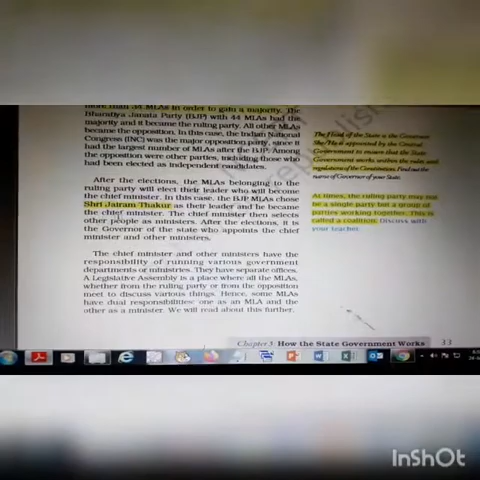 more than 34 MLAs in order to gain a majority. The
Bharatiya Janata Party (BJP) with 44 MLAs had the
majority and it became the ruling party. All other MLAs
became the opposition. In this case, the Indian National
Congress (INC) was the major opposition party, since it
had the largest number of MLAs after the BJP. Among
the opposition were other parties, including those who
had been elected as independent candidates.
After the elections, the MLAs belonging to the
ruling party will elect their leader who will become
the chief minister. In this case, the BJP MLAs chose
Shri Jairam Thakur as their leader and he became
the chief minister. The chief minister then selects
other people as ministers. After the elections, it is
the Governor of the state who appoints the chief
minister and other ministers.
The chief minister and other ministers have the
responsibility of running various government
departments or ministries. They have separate offices.
A Legislative Assembly is a place where all the MLAs,
whether from the ruling party or from the opposition
meet to discuss various things. Hence, some MLAs
have dual responsibilities: one as an MLA and the
other as a minister. We will read about this further.
The Head of the State is the Governor
She/He is appointed by the Central
Government to ensure that the State
Government works within the rules and
regulations of the Constitution. Find out the
name of Governor of your State.
At times, the ruling party may not
be a single party but a group of
parties working together. This is
called a coalition. Discuss with
your teacher.
Chapter 3: How the State Government Works 33
InShOt